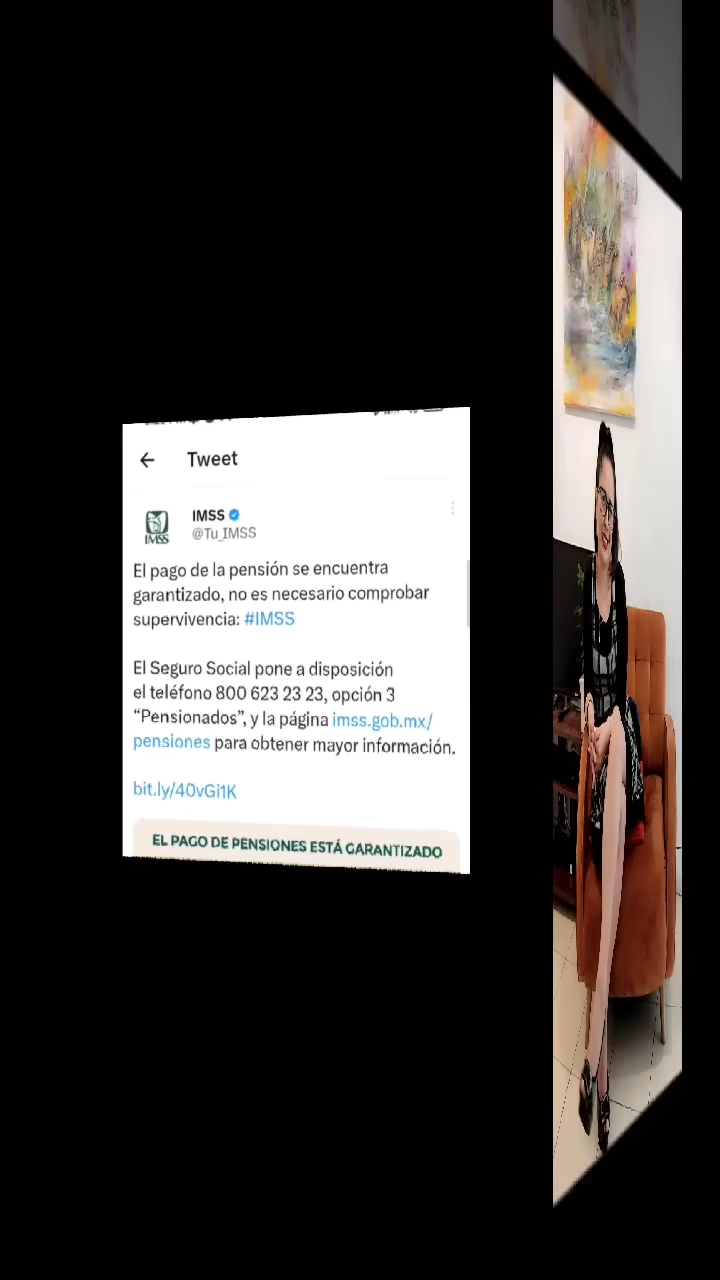 Tweet
IMSS
IMSS
@Tu_IMSS
El pago de la pensión se encuentra
garantizado, no es necesario comprobar
supervivencia: #IMSS
El Seguro Social pone a disposición
el teléfono 800 623 23 23, opción 3
“Pensionados”, y la página imss.gob.mx/
pensiones para obtener mayor información.
bit.ly/40vGi1K
EL PAGO DE PENSIONES ESTÁ GARANTIZADO